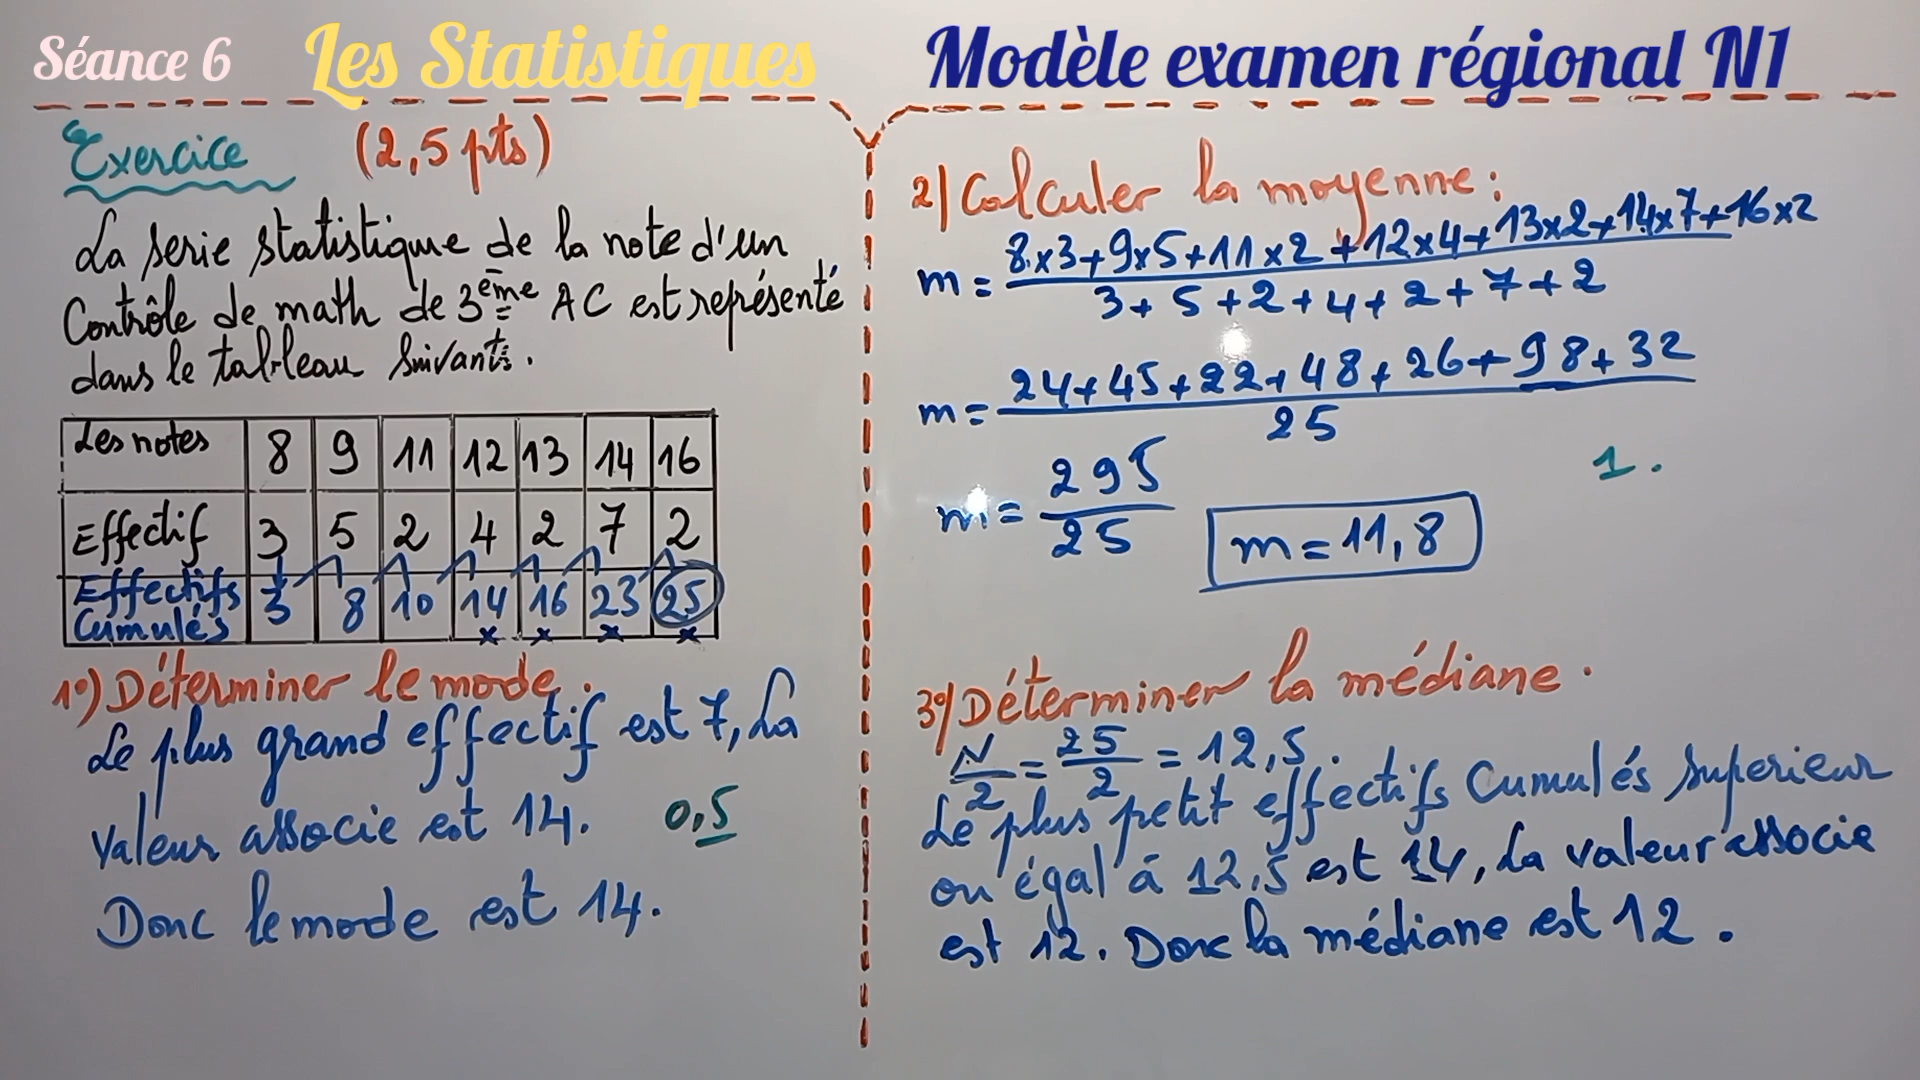 Séance 6 Les Statistiques Modèle examen régional N1
Exercice (2,5 pts)
La serie statistique de la note d'un
Contrôle de math de 3ème AC est représenté
dans le tableau suivants.
Les notes 8 9 11 12 13 14 16
Effectif 3 5 2 4 2 7 2
Effectifs Cumulés 3 8 10 14 16 23 25
x x x x
1°) Déterminer le mode.
Le plus grand effectif est 7, La
valeur associe est 14. 0,5
Donc le mode est 14.
2) Calculer la moyenne:
m = 8x3+9x5+11x2+12x4+13x2+14x7+16x2
3+5+2+4+2+7+2
m = 24+45+22+48+26+98+32
25
1.
m = 295
25
m = 11,8
3°) Déterminer la médiane.
N/2 = 25/2 = 12,5.
Le plus petit effectifs Cumulés superieur
ou égal à 12,5 est 14, La valeur associe
est 12. Donc la médiane est 12.